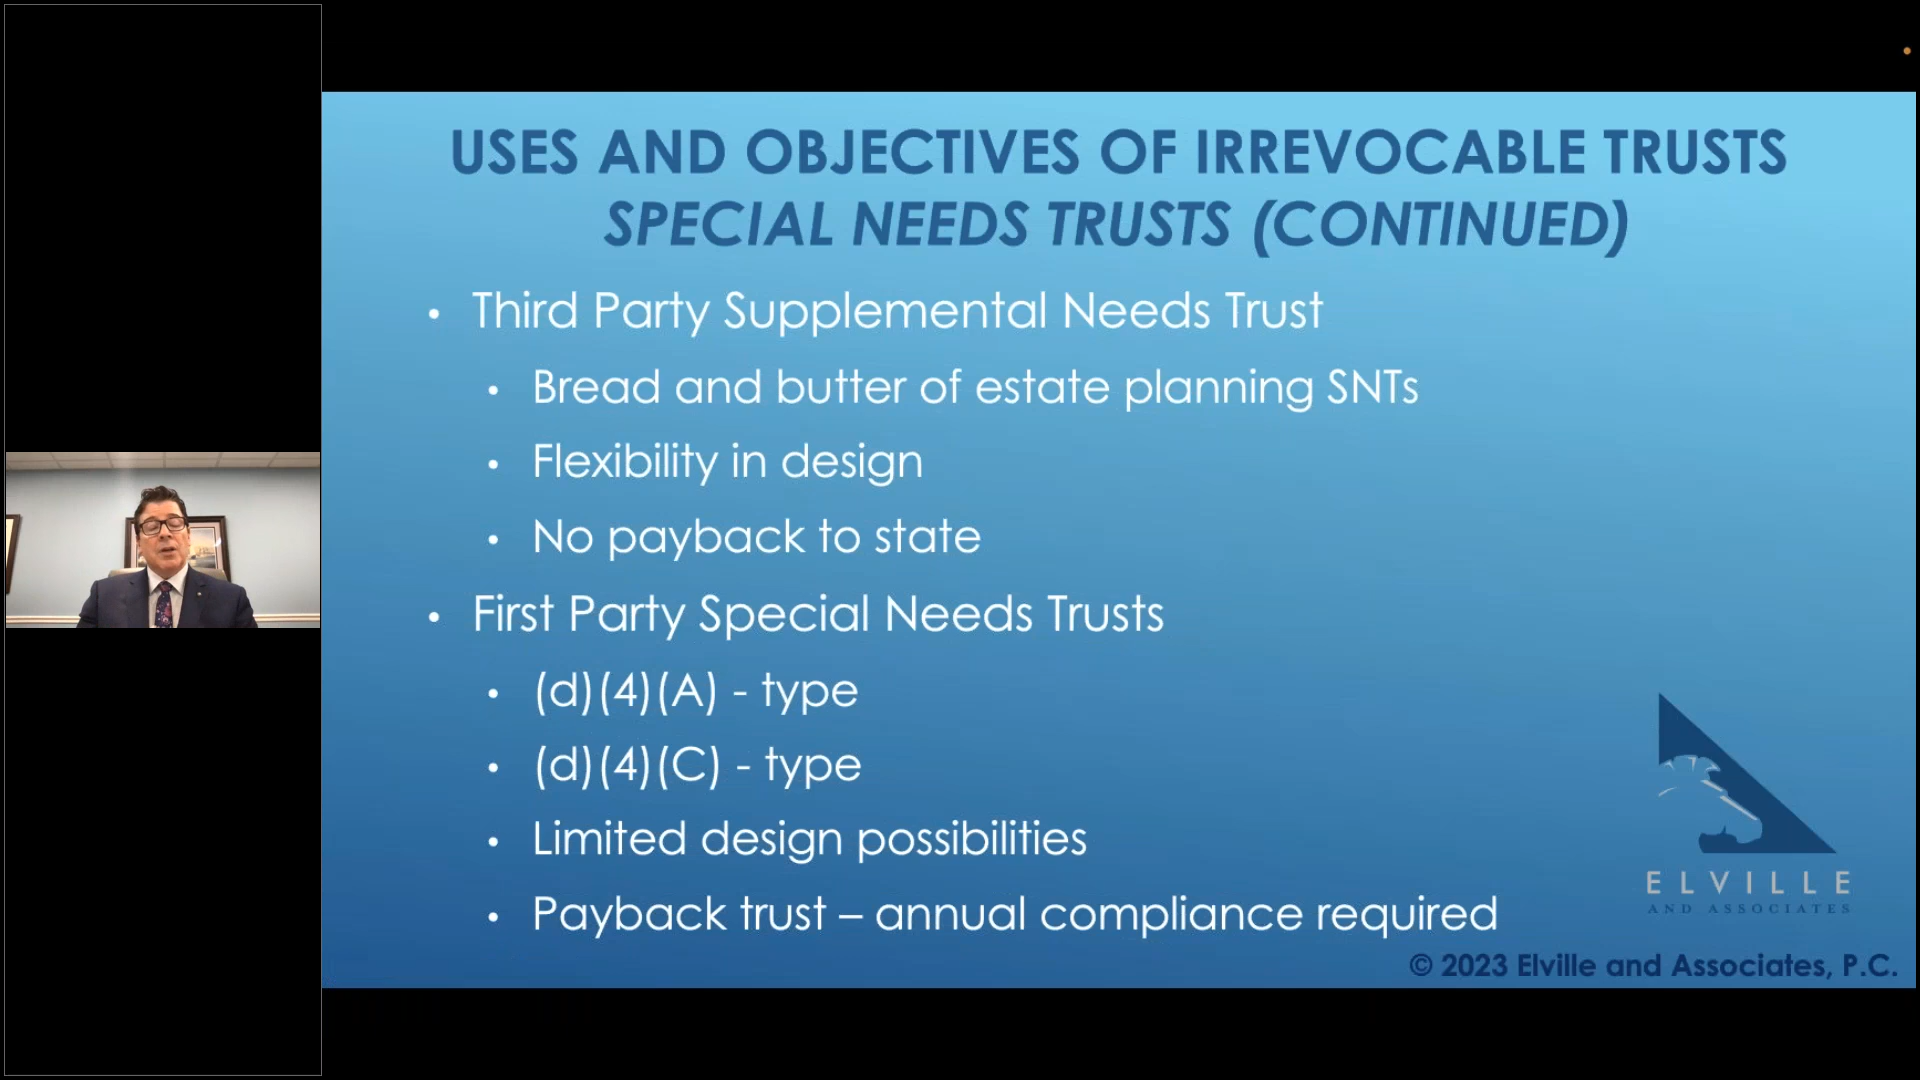 USES AND OBJECTIVES OF IRREVOCABLE TRUSTS
SPECIAL NEEDS TRUSTS (CONTINUED)
• Third Party Supplemental Needs Trust
• Bread and butter of estate planning SNTs
• Flexibility in design
• No payback to state
• First Party Special Needs Trusts
• (d)(4)(A) - type
• (d)(4)(C) - type
• Limited design possibilities
• Payback trust – annual compliance required
ELVILLE
AND ASSOCIATES
© 2023 Elville and Associates, P.C.